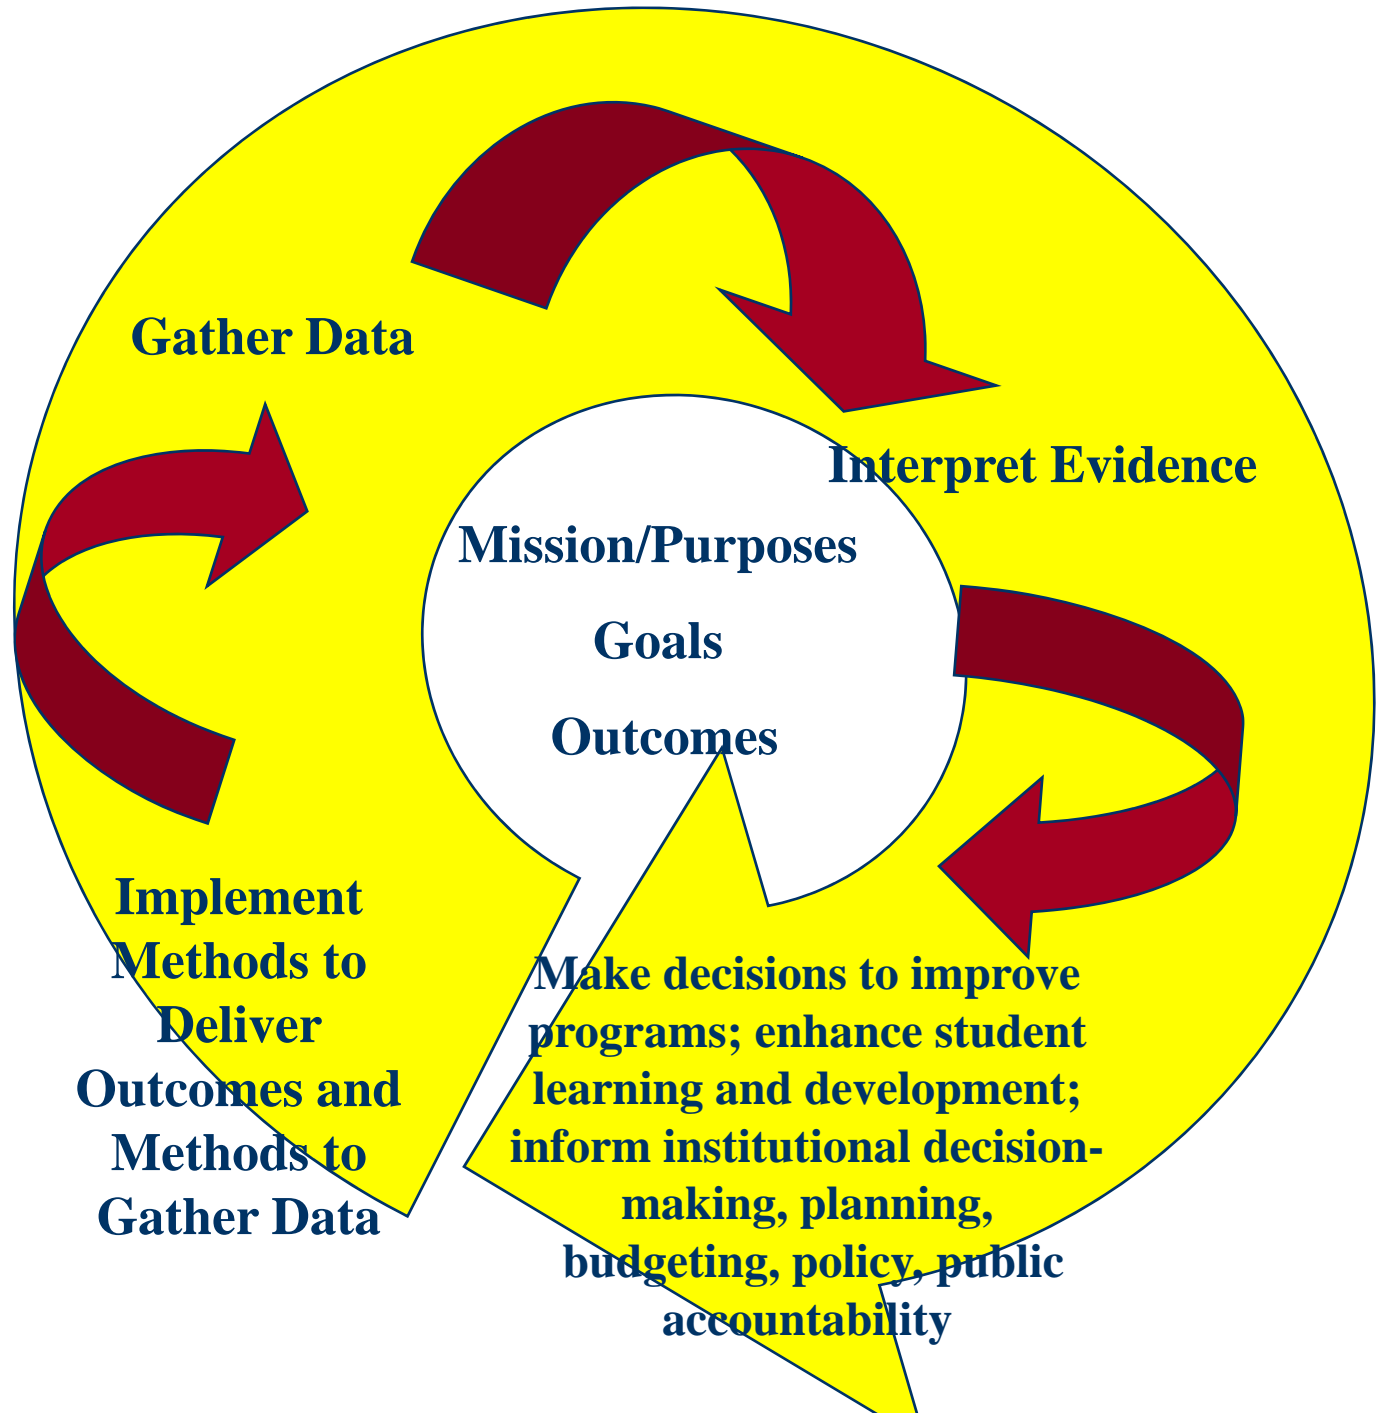 Gather Data
Interpret Evidence
Mission/Purposes
Goals
Outcomes
Implement
Methods to
Deliver
Outcomes and
Methods to
Gather Data
Make decisions to improve
programs; enhance student
learning and development;
inform institutional decision-
making, planning,
budgeting, policy, public
accountability